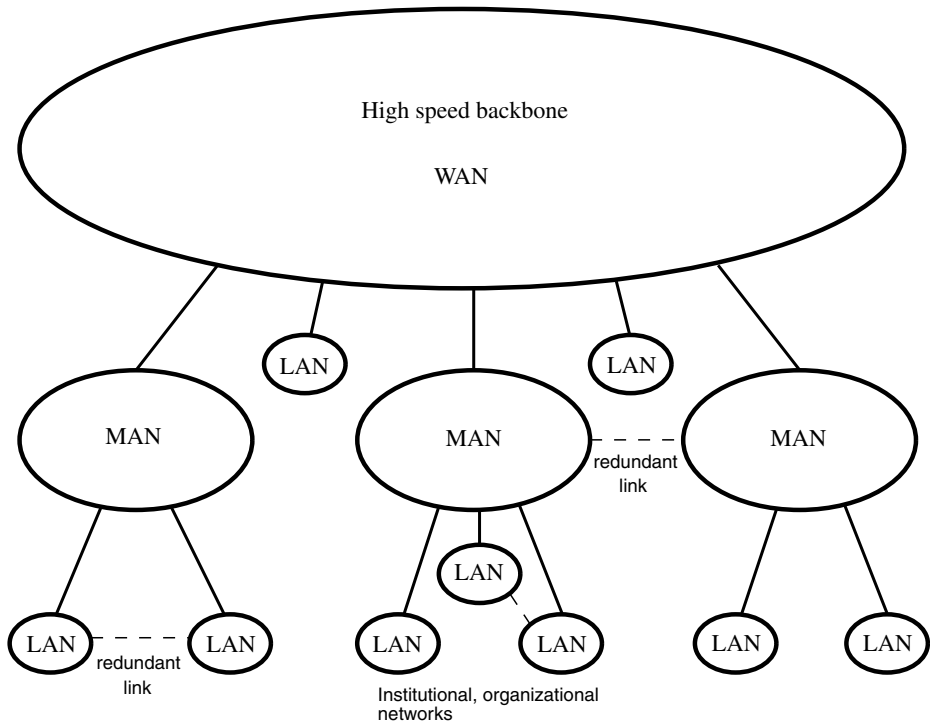 High speed backbone
WAN
LAN
LAN
MAN
MAN
MAN
redundant
link
LAN
LAN
LAN
LAN
LAN
LAN
LAN
redundant
link
Institutional, organizational
networks